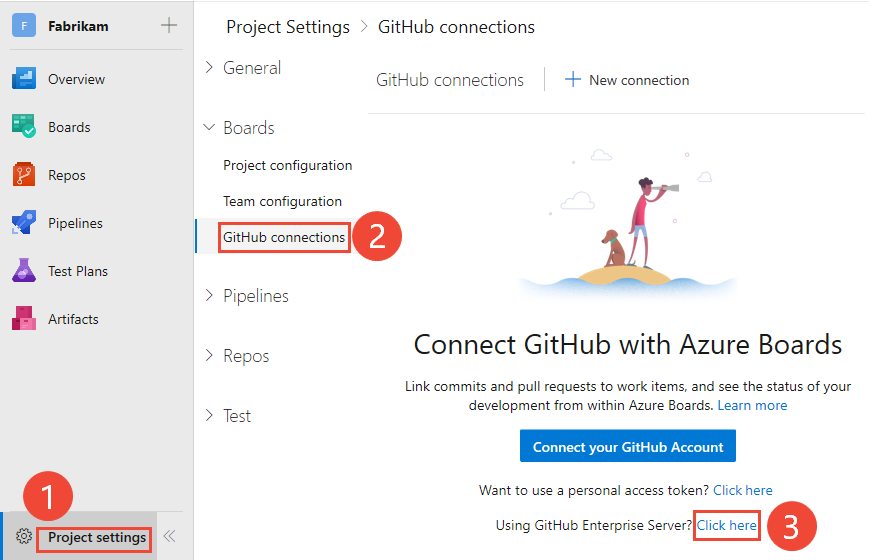 F Fabrikam
Overview
Boards
Repos
Pipelines
Test Plans
Artifacts
1
Project settings
Project Settings > GitHub connections
General
Boards
Project configuration
Team configuration
GitHub connections 2
Pipelines
Repos
Test
GitHub connections
New connection
Connect GitHub with Azure Boards
Link commits and pull requests to work items, and see the status of your
development from within Azure Boards. Learn more
Connect your GitHub Account
Want to use a personal access token? Click here
Using GitHub Enterprise Server? Click here 3